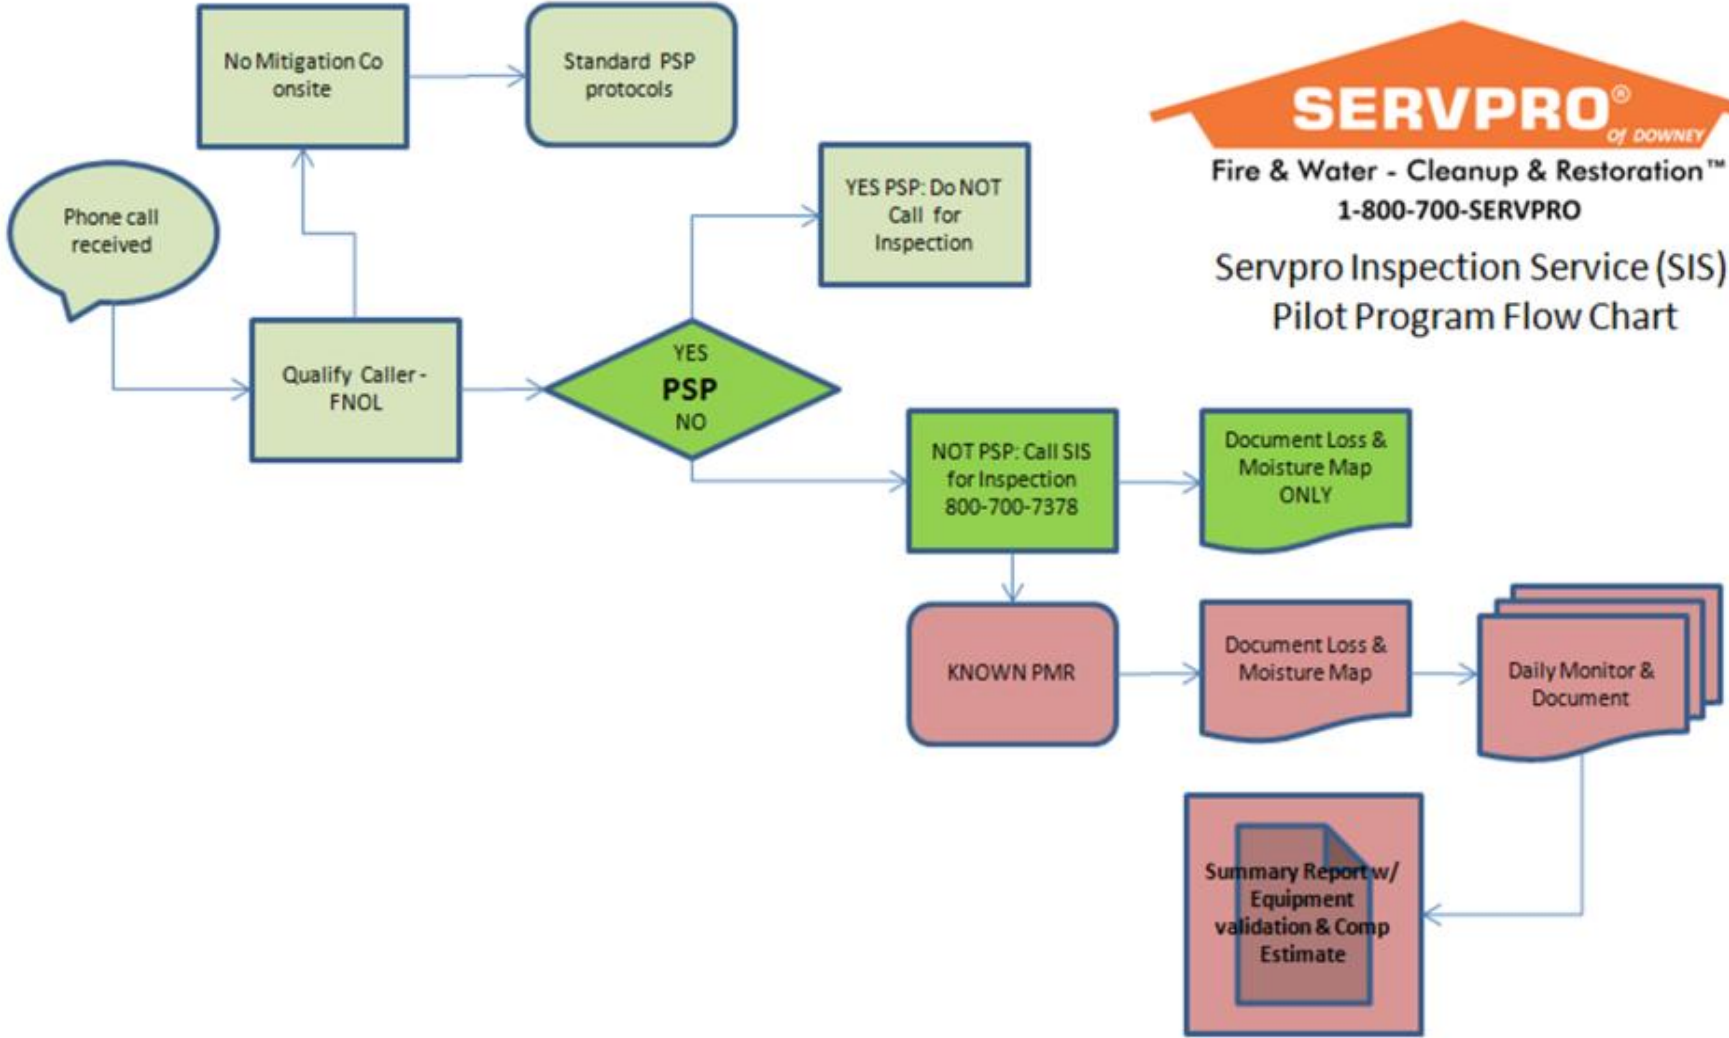 No Mitigation Co
onsite
Standard PSP
protocols
SERVPRO®
Of DOWNEY
Fire & Water - Cleanup & Restoration™
1-800-700-SERVPRO
Servpro Inspection Service (SIS)
Pilot Program Flow Chart
Phone call
received
YES PSP: Do NOT
Call for
Inspection
Qualify Caller -
FNOL
YES
PSP
NO
NOT PSP: Call SIS
for Inspection
800-700-7378
Document Loss &
Moisture Map
ONLY
KNOWN PMR
Document Loss &
Moisture Map
Daily Monitor &
Document
Summary Report w/
Equipment
validation & Comp
Estimate